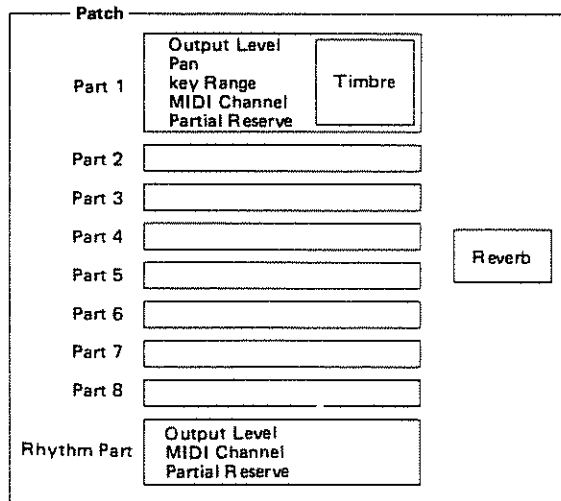 Patch
Part 1
Output Level
Pan
key Range
MIDI Channel
Partial Reserve
Timbre
Part 2
Part 3
Part 4
Reverb
Part 5
Part 6
Part 7
Part 8
Rhythm Part
Output Level
MIDI Channel
Partial Reserve